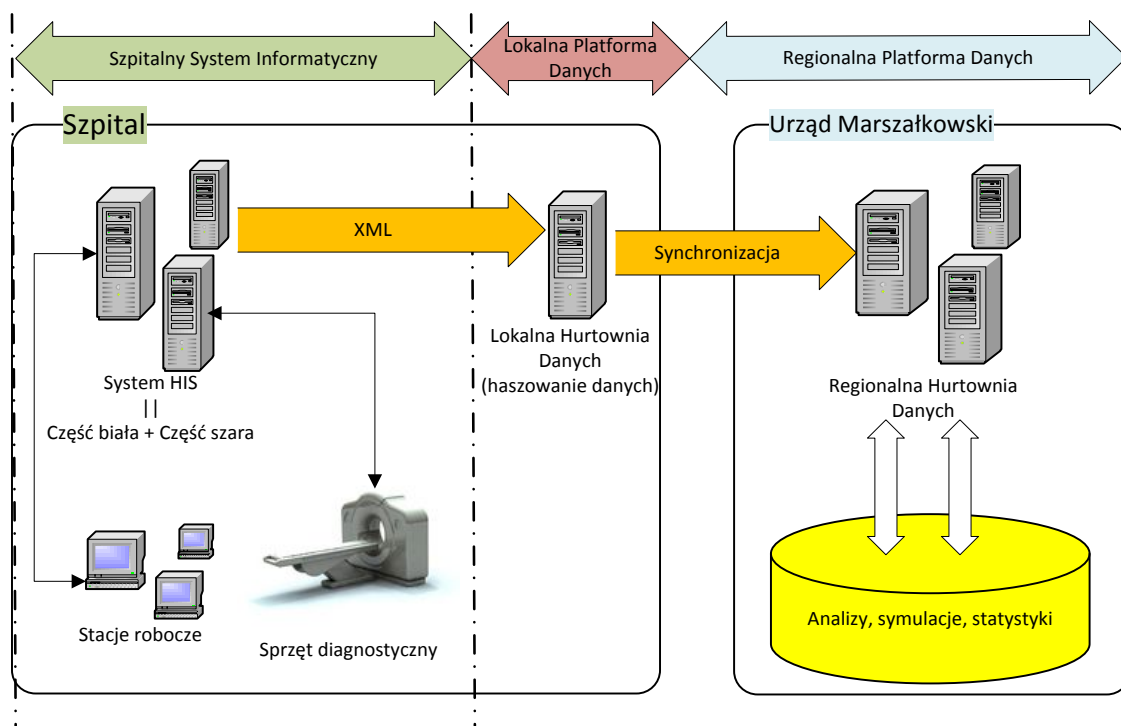 Szpitalny System Informatyczny
Lokalna Platforma
Danych
Regionalna Platforma Danych
Szpital
Urząd Marszałkowski
XML
Synchronizacja
System HIS
||
Część biała + Część szara
Lokalna Hurtownia
Danych
(haszowanie danych)
Regionalna Hurtownia
Danych
Stacje robocze
Sprzęt diagnostyczny
Analizy, symulacje, statystyki